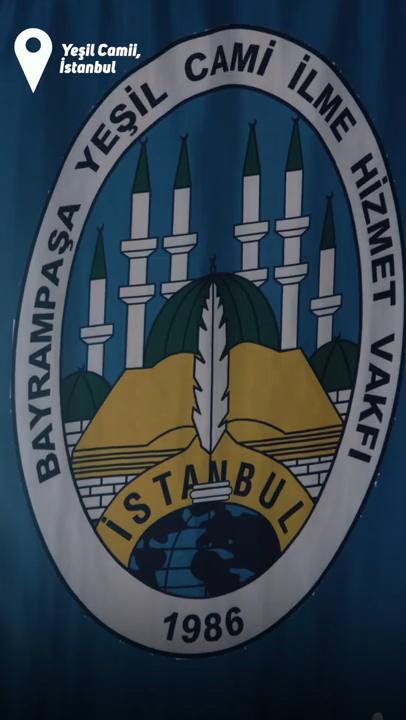 Yeşil Camii,
İstanbul
BAYRAMPAŞA YEŞİL CAMİ İLME HİZMET VAKFI
İSTANBUL
1986